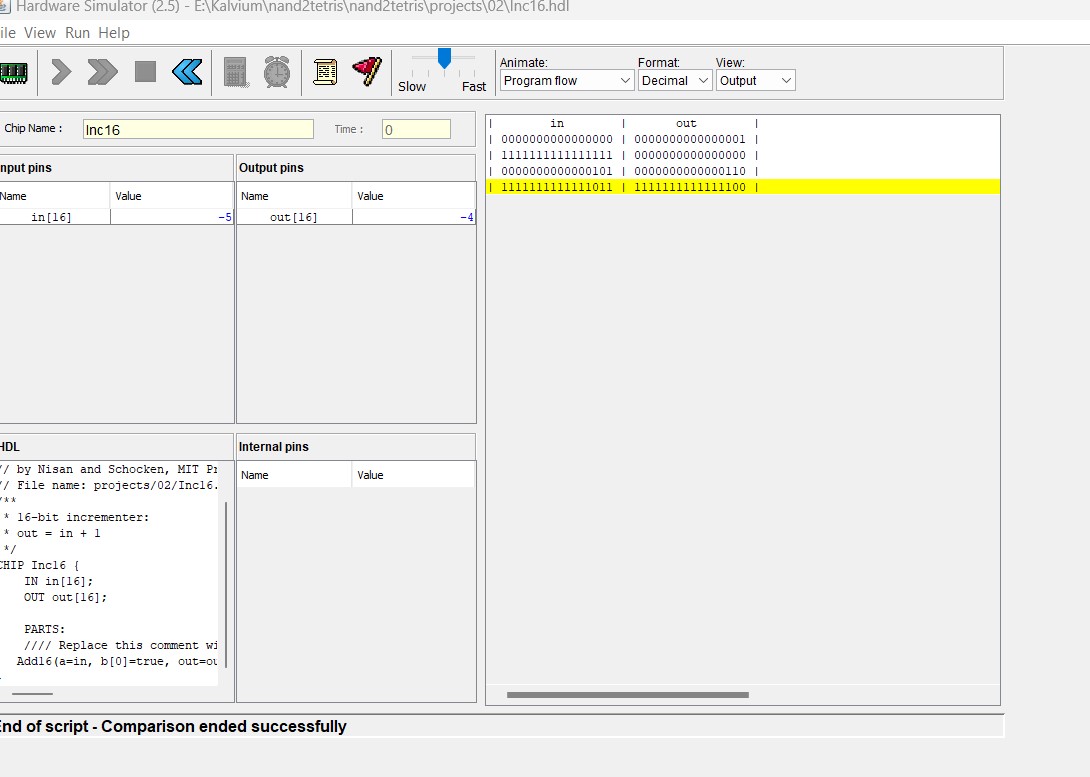 Hardware Simulator (2.5) - E:\Kalvium\nand2tetris\nand2tetris\projects\02\Inc16.hdl
ile View Run Help
Animate: Format: View:
Slow Fast Program flow Decimal Output
Chip Name : Inc16 Time : 0
nput pins
Name Value
in[16] -5
Output pins
Name Value
out[16] -4
| in | out |
| 0000000000000000 | 0000000000000001 |
| 1111111111111111 | 0000000000000000 |
| 0000000000000101 | 0000000000000110 |
| 1111111111111011 | 1111111111111100 |
HDL
// by Nisan and Schocken, MIT Pr
// File name: projects/02/Inc16.
/**
* 16-bit incrementer:
* out = in + 1
*/
CHIP Inc16 {
IN in[16];
OUT out[16];
PARTS:
//// Replace this comment wi
Add16(a=in, b[0]=true, out=ou
Internal pins
Name Value
End of script - Comparison ended successfully